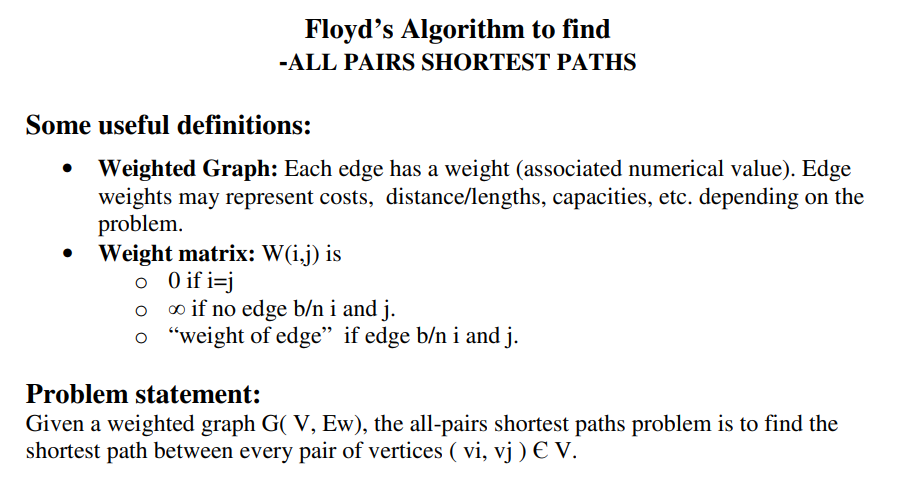 Floyd’s Algorithm to find
-ALL PAIRS SHORTEST PATHS
Some useful definitions:
• Weighted Graph: Each edge has a weight (associated numerical value). Edge
weights may represent costs, distance/lengths, capacities, etc. depending on the
problem.
• Weight matrix: W(i,j) is
o 0 if i=j
o ∞ if no edge b/n i and j.
o “weight of edge” if edge b/n i and j.
Problem statement:
Given a weighted graph G( V, Ew), the all-pairs shortest paths problem is to find the
shortest path between every pair of vertices ( vi, vj ) Є V.